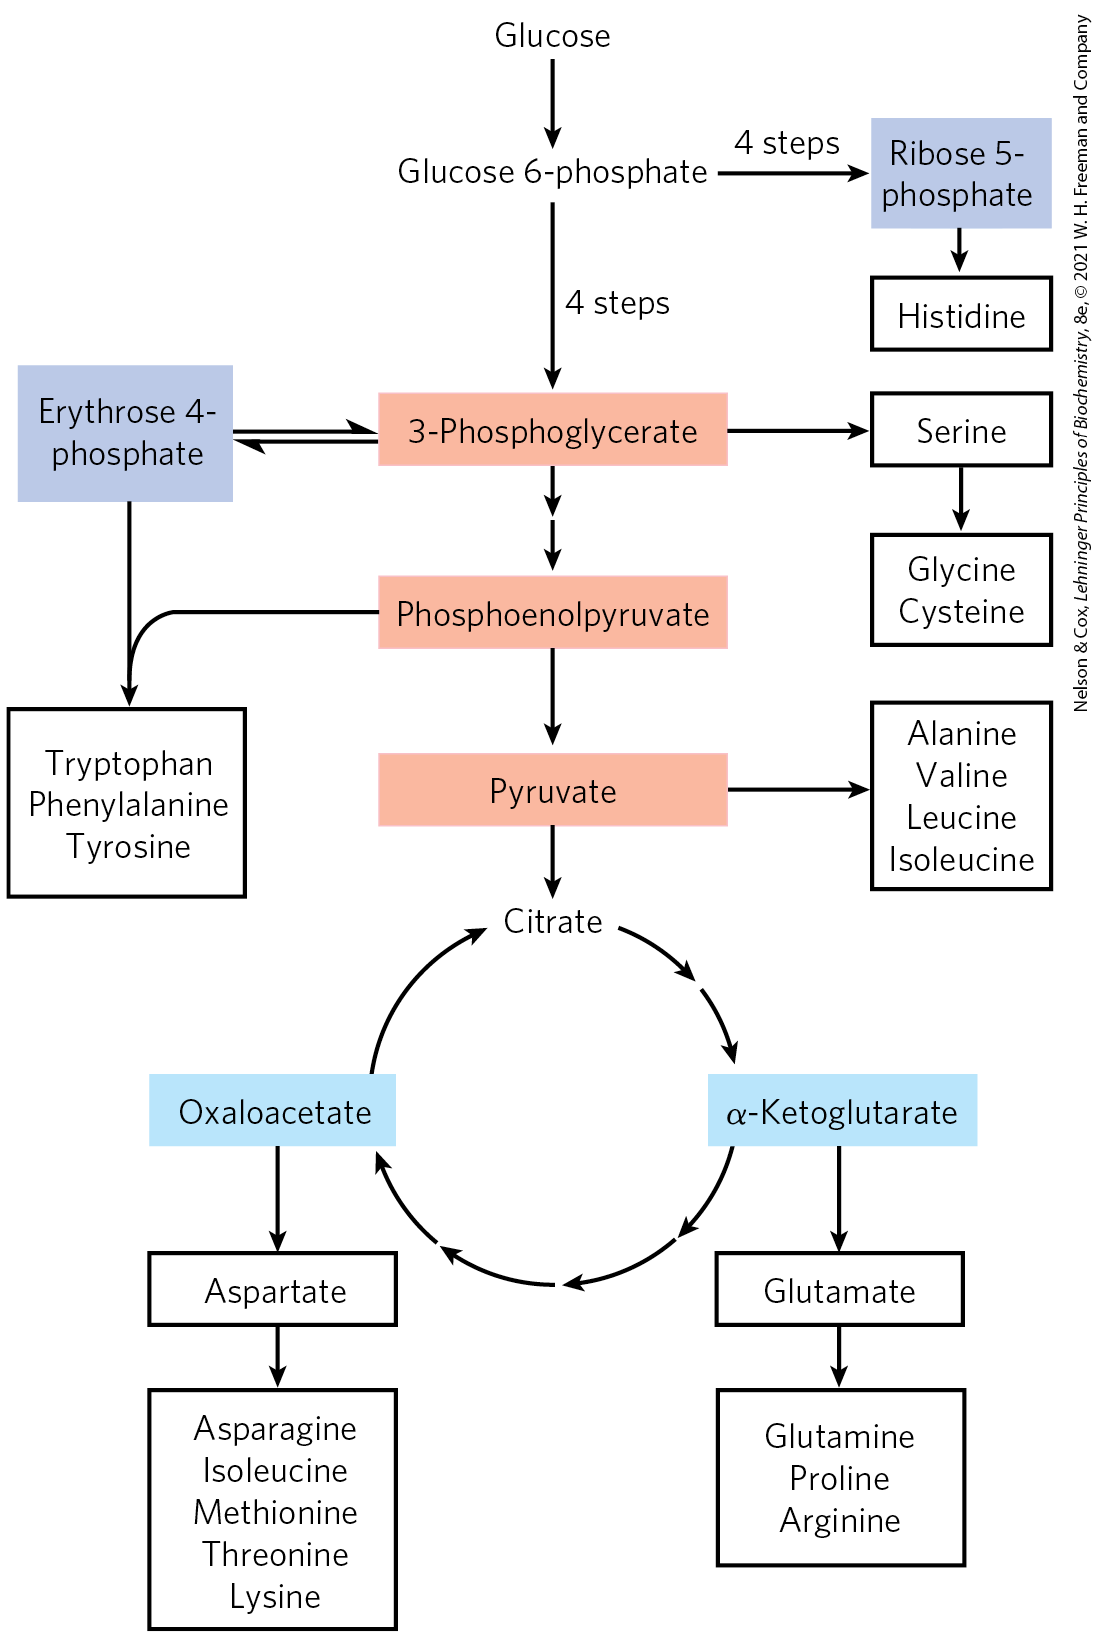 Glucose
Glucose 6-phosphate
4 steps
Ribose 5-
phosphate
Histidine
4 steps
Erythrose 4-
phosphate
3-Phosphoglycerate
Serine
Glycine
Cysteine
Phosphoenolpyruvate
Tryptophan
Phenylalanine
Tyrosine
Pyruvate
Alanine
Valine
Leucine
Isoleucine
Citrate
Oxaloacetate
α-Ketoglutarate
Aspartate
Glutamate
Asparagine
Isoleucine
Methionine
Threonine
Lysine
Glutamine
Proline
Arginine
Nelson & Cox, Lehninger Principles of Biochemistry, 8e, © 2021 W. H. Freeman and Company